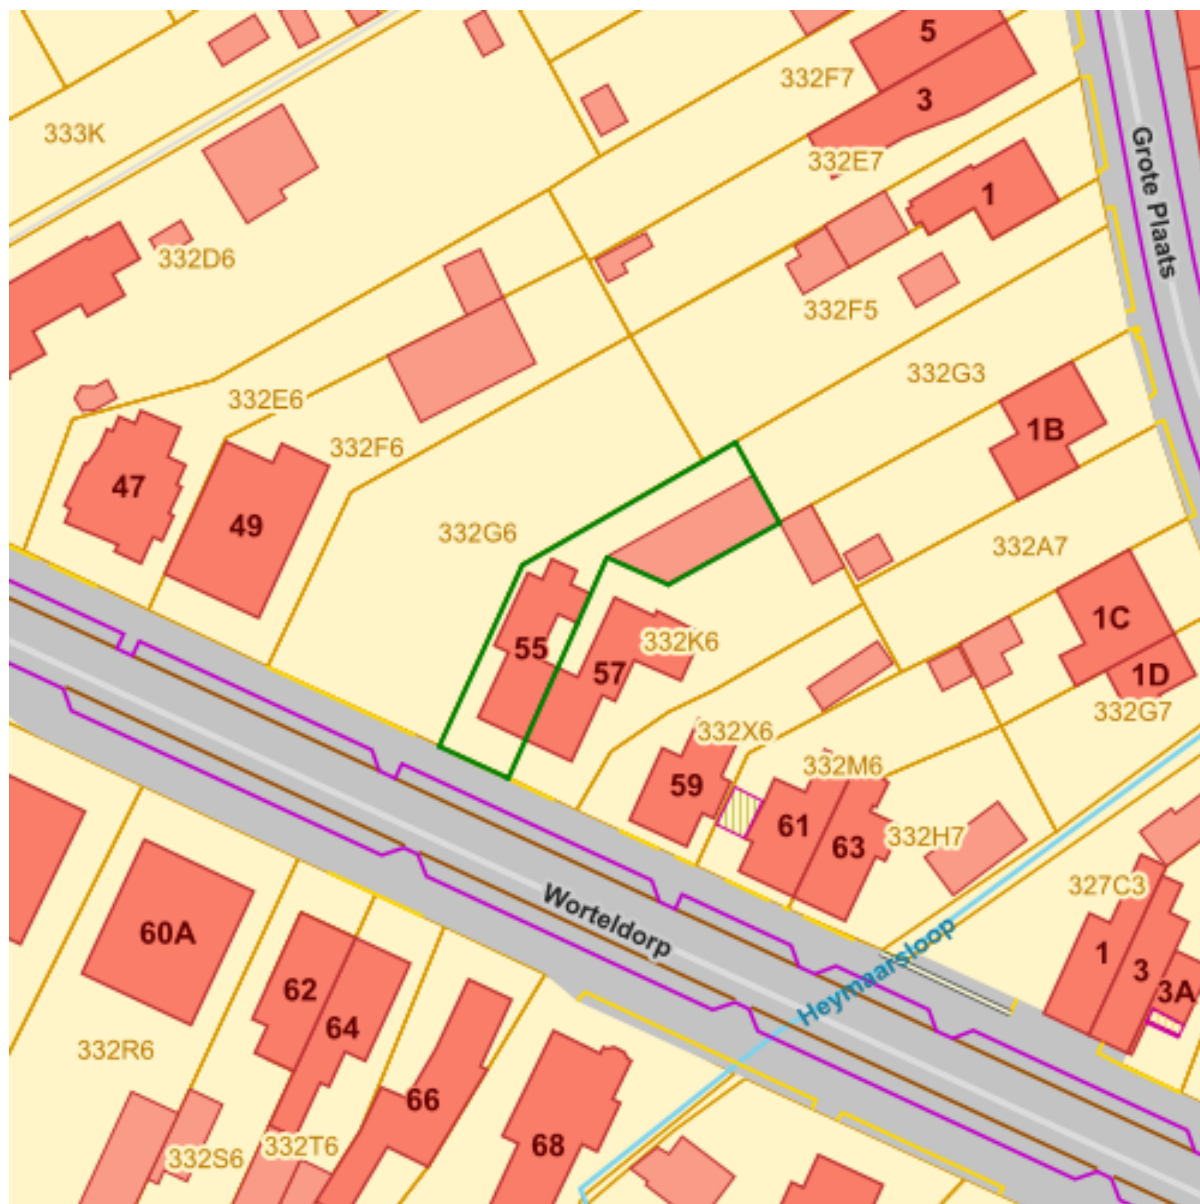 5
332F7
3
333K
Grote Plaats
332E7
1
332D6
332F5
332G3
332E6
1B
332F6
47
49
332G6
332A7
1C
332K6
55
57
1D
332G7
332X6
332M6
59
61
332H7
63
327C3
Worteldorp
60A
Heymaarsloop
1
3
62
3A
64
332R6
66
68
332T6
332S6